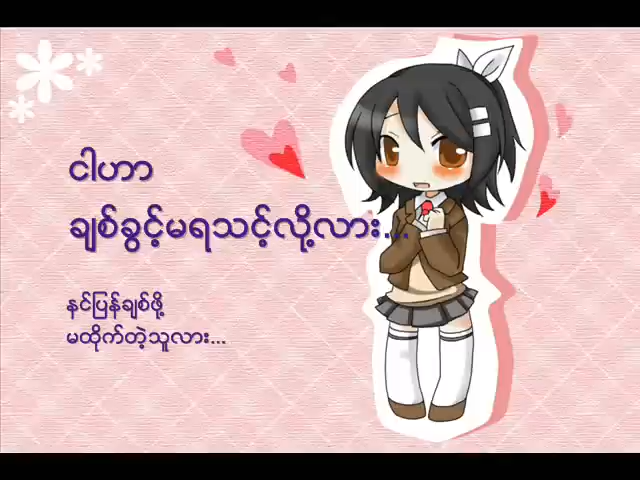 ငါဟာ
ချစ်ခွင့်မရသင့်လို့လား...
နင်ပြန်ချစ်ဖို့
မထိုက်တဲ့သူလား...